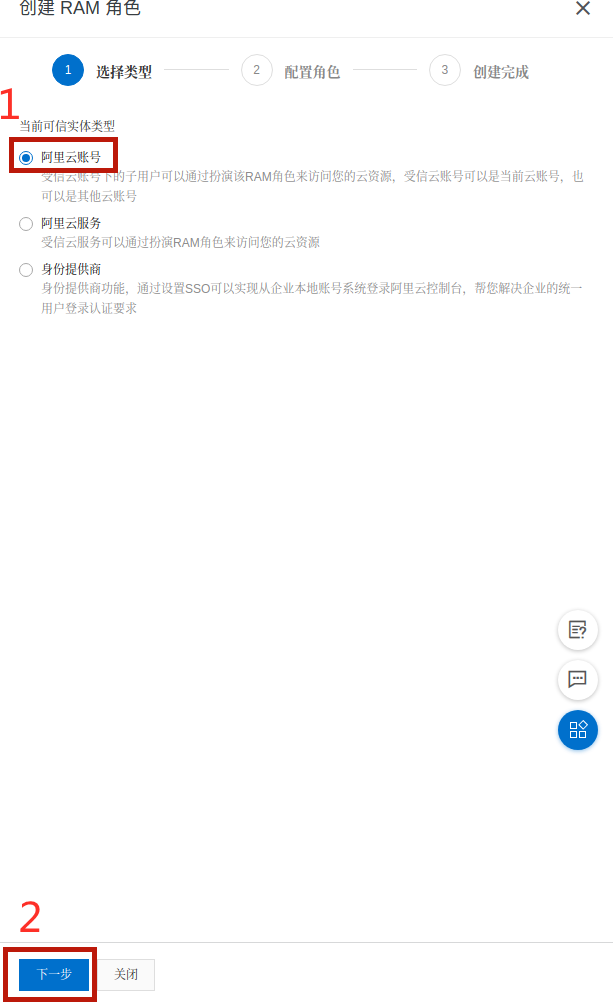 创建 RAM 角色
1 选择类型 2 配置角色 3 创建完成
1
当前可信实体类型
阿里云账号
受信云账号下的子用户可以通过扮演该RAM角色来访问您的云资源，受信云账号可以是当前云账号，也
可以是其他云账号
阿里云服务
受信云服务可以通过扮演RAM角色来访问您的云资源
身份提供商
身份提供商功能，通过设置SSO可以实现从企业本地账号系统登录阿里云控制台，帮您解决企业的统一
用户登录认证要求
2
下一步 关闭